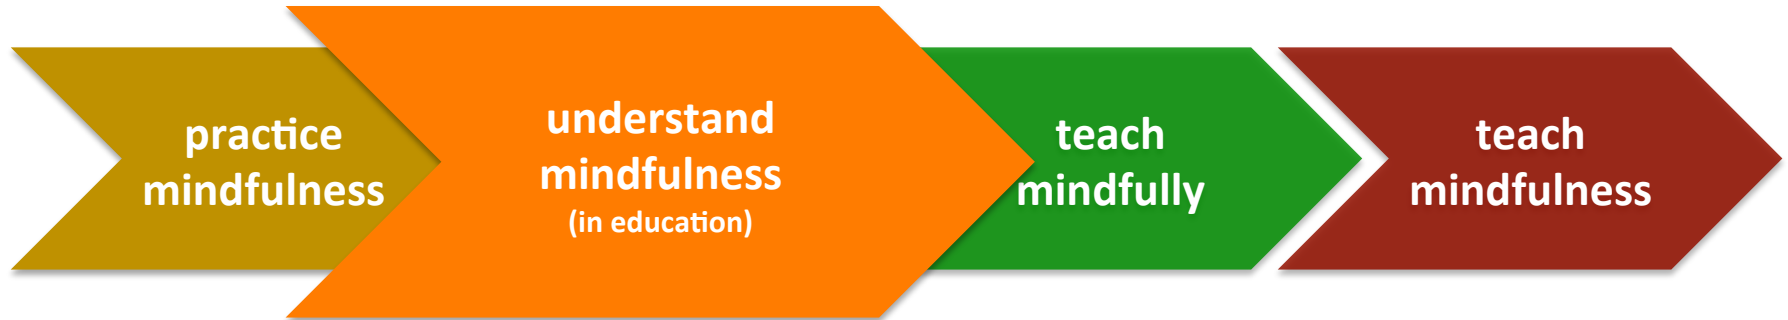 practice
mindfulness
understand
mindfulness
(in education)
teach
mindfully
teach
mindfulness